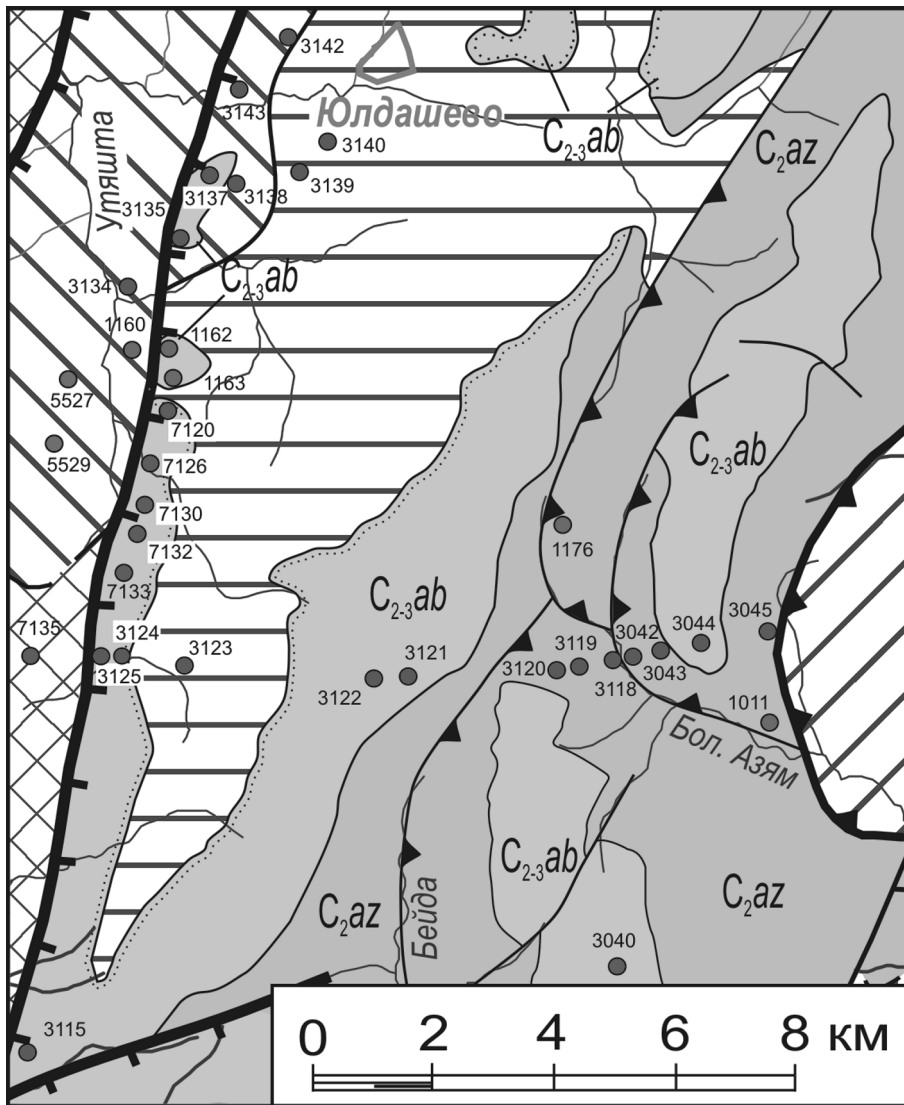 3142
3143
Юлдашево
3140
C₂₋₃ab
C₂az
3139
3137
3138
3135
Утяшта
C₂₋₃ab
3134
1160
1162
1163
5527
7120
5529
7126
C₂₋₃ab
7130
7132
1176
7133
C₂₋₃ab
7135
3124
3123
3125
3121
3122
3119
3042
3044
3045
3120
3118
3043
1011
Бол. Азям
C₂₋₃ab
C₂az
Бейда
C₂az
3040
3115
0 2 4 6 8 км